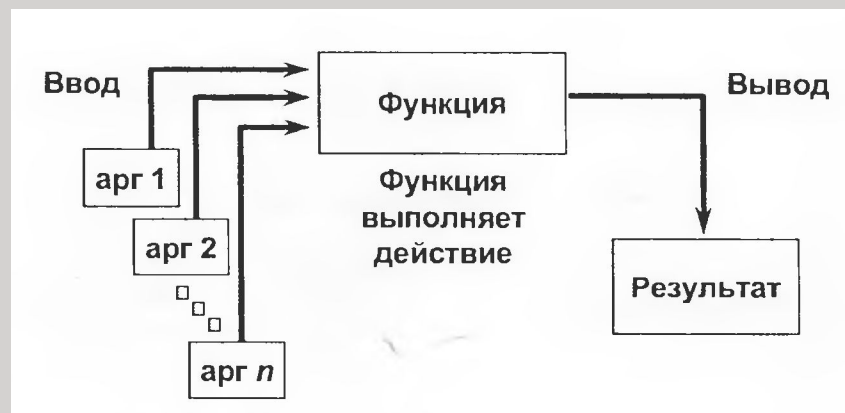 Ввод
арг 1
арг 2
арг n
Функция
Функция
выполняет
действие
Вывод
Результат